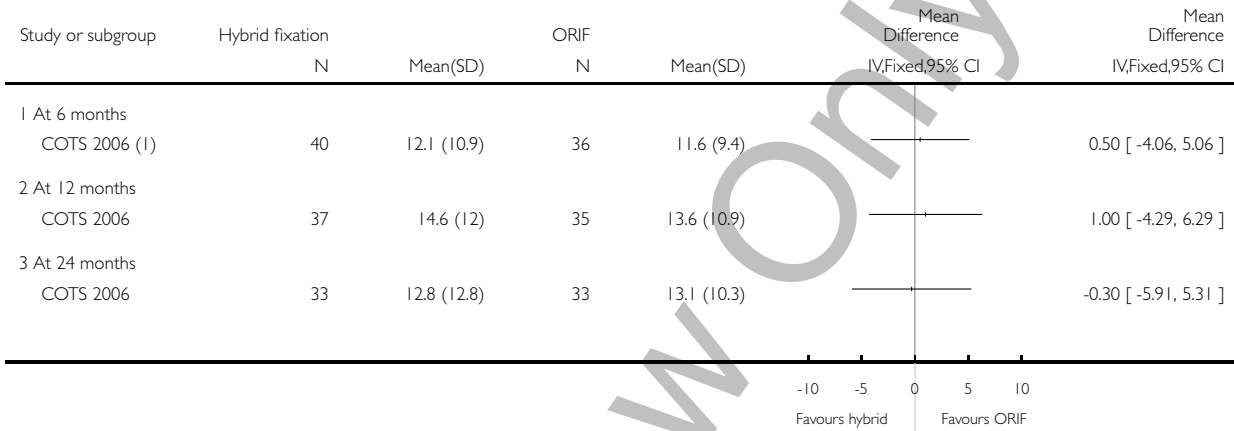 Mean Mean
Study or subgroup Hybrid fixation ORIF Difference Difference
N Mean(SD) N Mean(SD) IV,Fixed,95% CI IV,Fixed,95% CI
1 At 6 months
COTS 2006 (1) 40 12.1 (10.9) 36 11.6 (9.4) 0.50 [ -4.06, 5.06 ]
2 At 12 months
COTS 2006 37 14.6 (12) 35 13.6 (10.9) 1.00 [ -4.29, 6.29 ]
3 At 24 months
COTS 2006 33 12.8 (12.8) 33 13.1 (10.3) -0.30 [ -5.91, 5.31 ]
-10 -5 0 5 10
Favours hybrid Favours ORIF
w Only